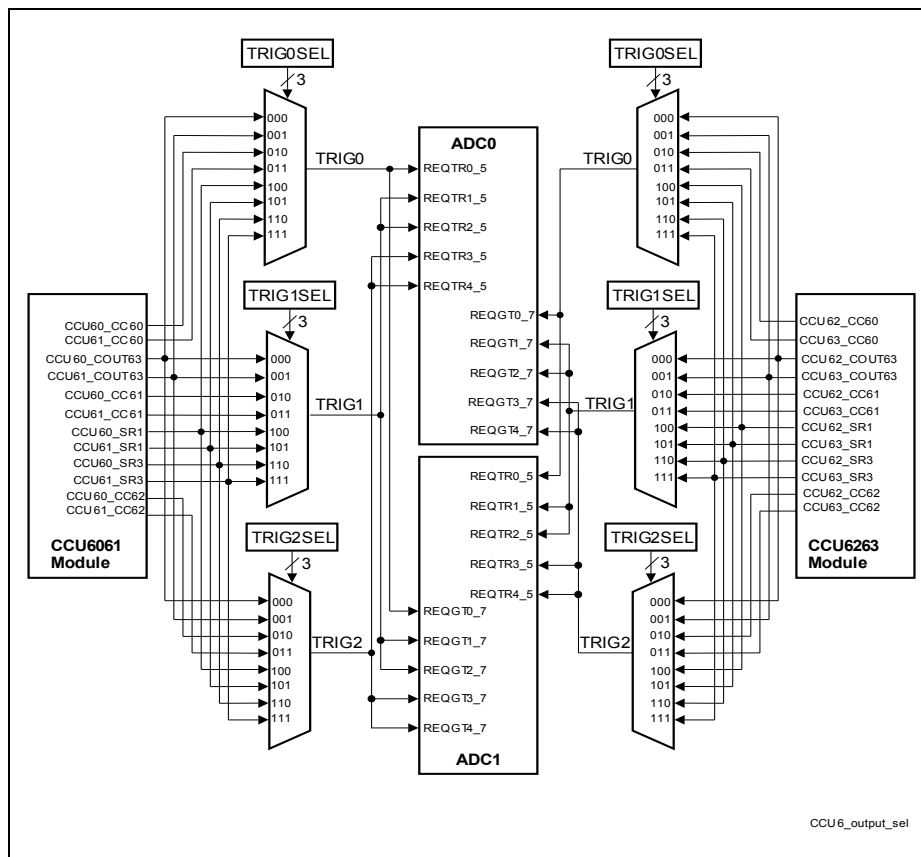 TRIG0SEL
3
000
001
010
011
100
101
110
111
TRIG0
TRIG1SEL
3
000
001
010
011
100
101
110
111
TRIG1
TRIG2SEL
3
000
001
010
011
100
101
110
111
TRIG2
CCU60_CC60
CCU61_CC60
CCU60_COUT63
CCU61_COUT63
CCU60_CC61
CCU61_CC61
CCU60_SR1
CCU61_SR1
CCU60_SR3
CCU61_SR3
CCU60_CC62
CCU61_CC62
CCU6061
Module
ADC0
REQTR0_5
REQTR1_5
REQTR2_5
REQTR3_5
REQTR4_5
REQGT0_7
REQGT1_7
REQGT2_7
REQGT3_7
REQGT4_7
REQTR0_5
REQTR1_5
REQTR2_5
REQTR3_5
REQTR4_5
REQGT0_7
REQGT1_7
REQGT2_7
REQGT3_7
REQGT4_7
ADC1
TRIG0SEL
3
000
001
010
011
100
101
110
111
TRIG0
TRIG1SEL
3
000
001
010
011
100
101
110
111
TRIG1
TRIG2SEL
3
000
001
010
011
100
101
110
111
TRIG2
CCU62_CC60
CCU63_CC60
CCU62_COUT63
CCU63_COUT63
CCU62_CC61
CCU63_CC61
CCU62_SR1
CCU63_SR1
CCU62_SR3
CCU63_SR3
CCU62_CC62
CCU63_CC62
CCU6263
Module
CCU6_output_sel